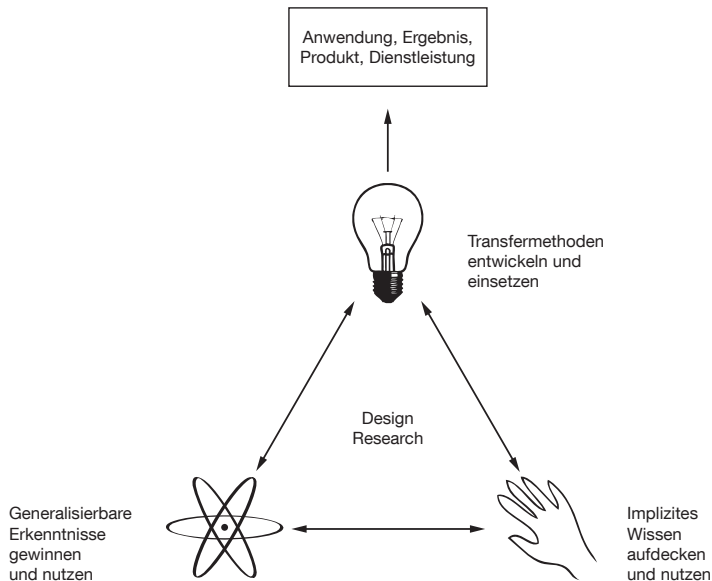 Anwendung, Ergebnis,
Produkt, Dienstleistung
Transfermethoden
entwickeln und
einsetzen
Design
Research
Generalisierbare
Erkenntnisse
gewinnen
und nutzen
Implizites
Wissen
aufdecken
und nutzen